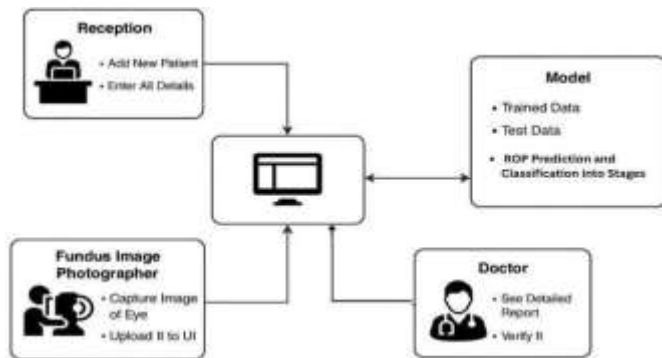 Reception
• Add New Patient
• Enter All Details
Model
• Trained Data
• Test Data
• ROP Prediction and
Classification into Stages
Fundus Image
Photographer
• Capture Image
of Eye
• Upload It to UI
Doctor
• See Detailed
Report
• Verify It